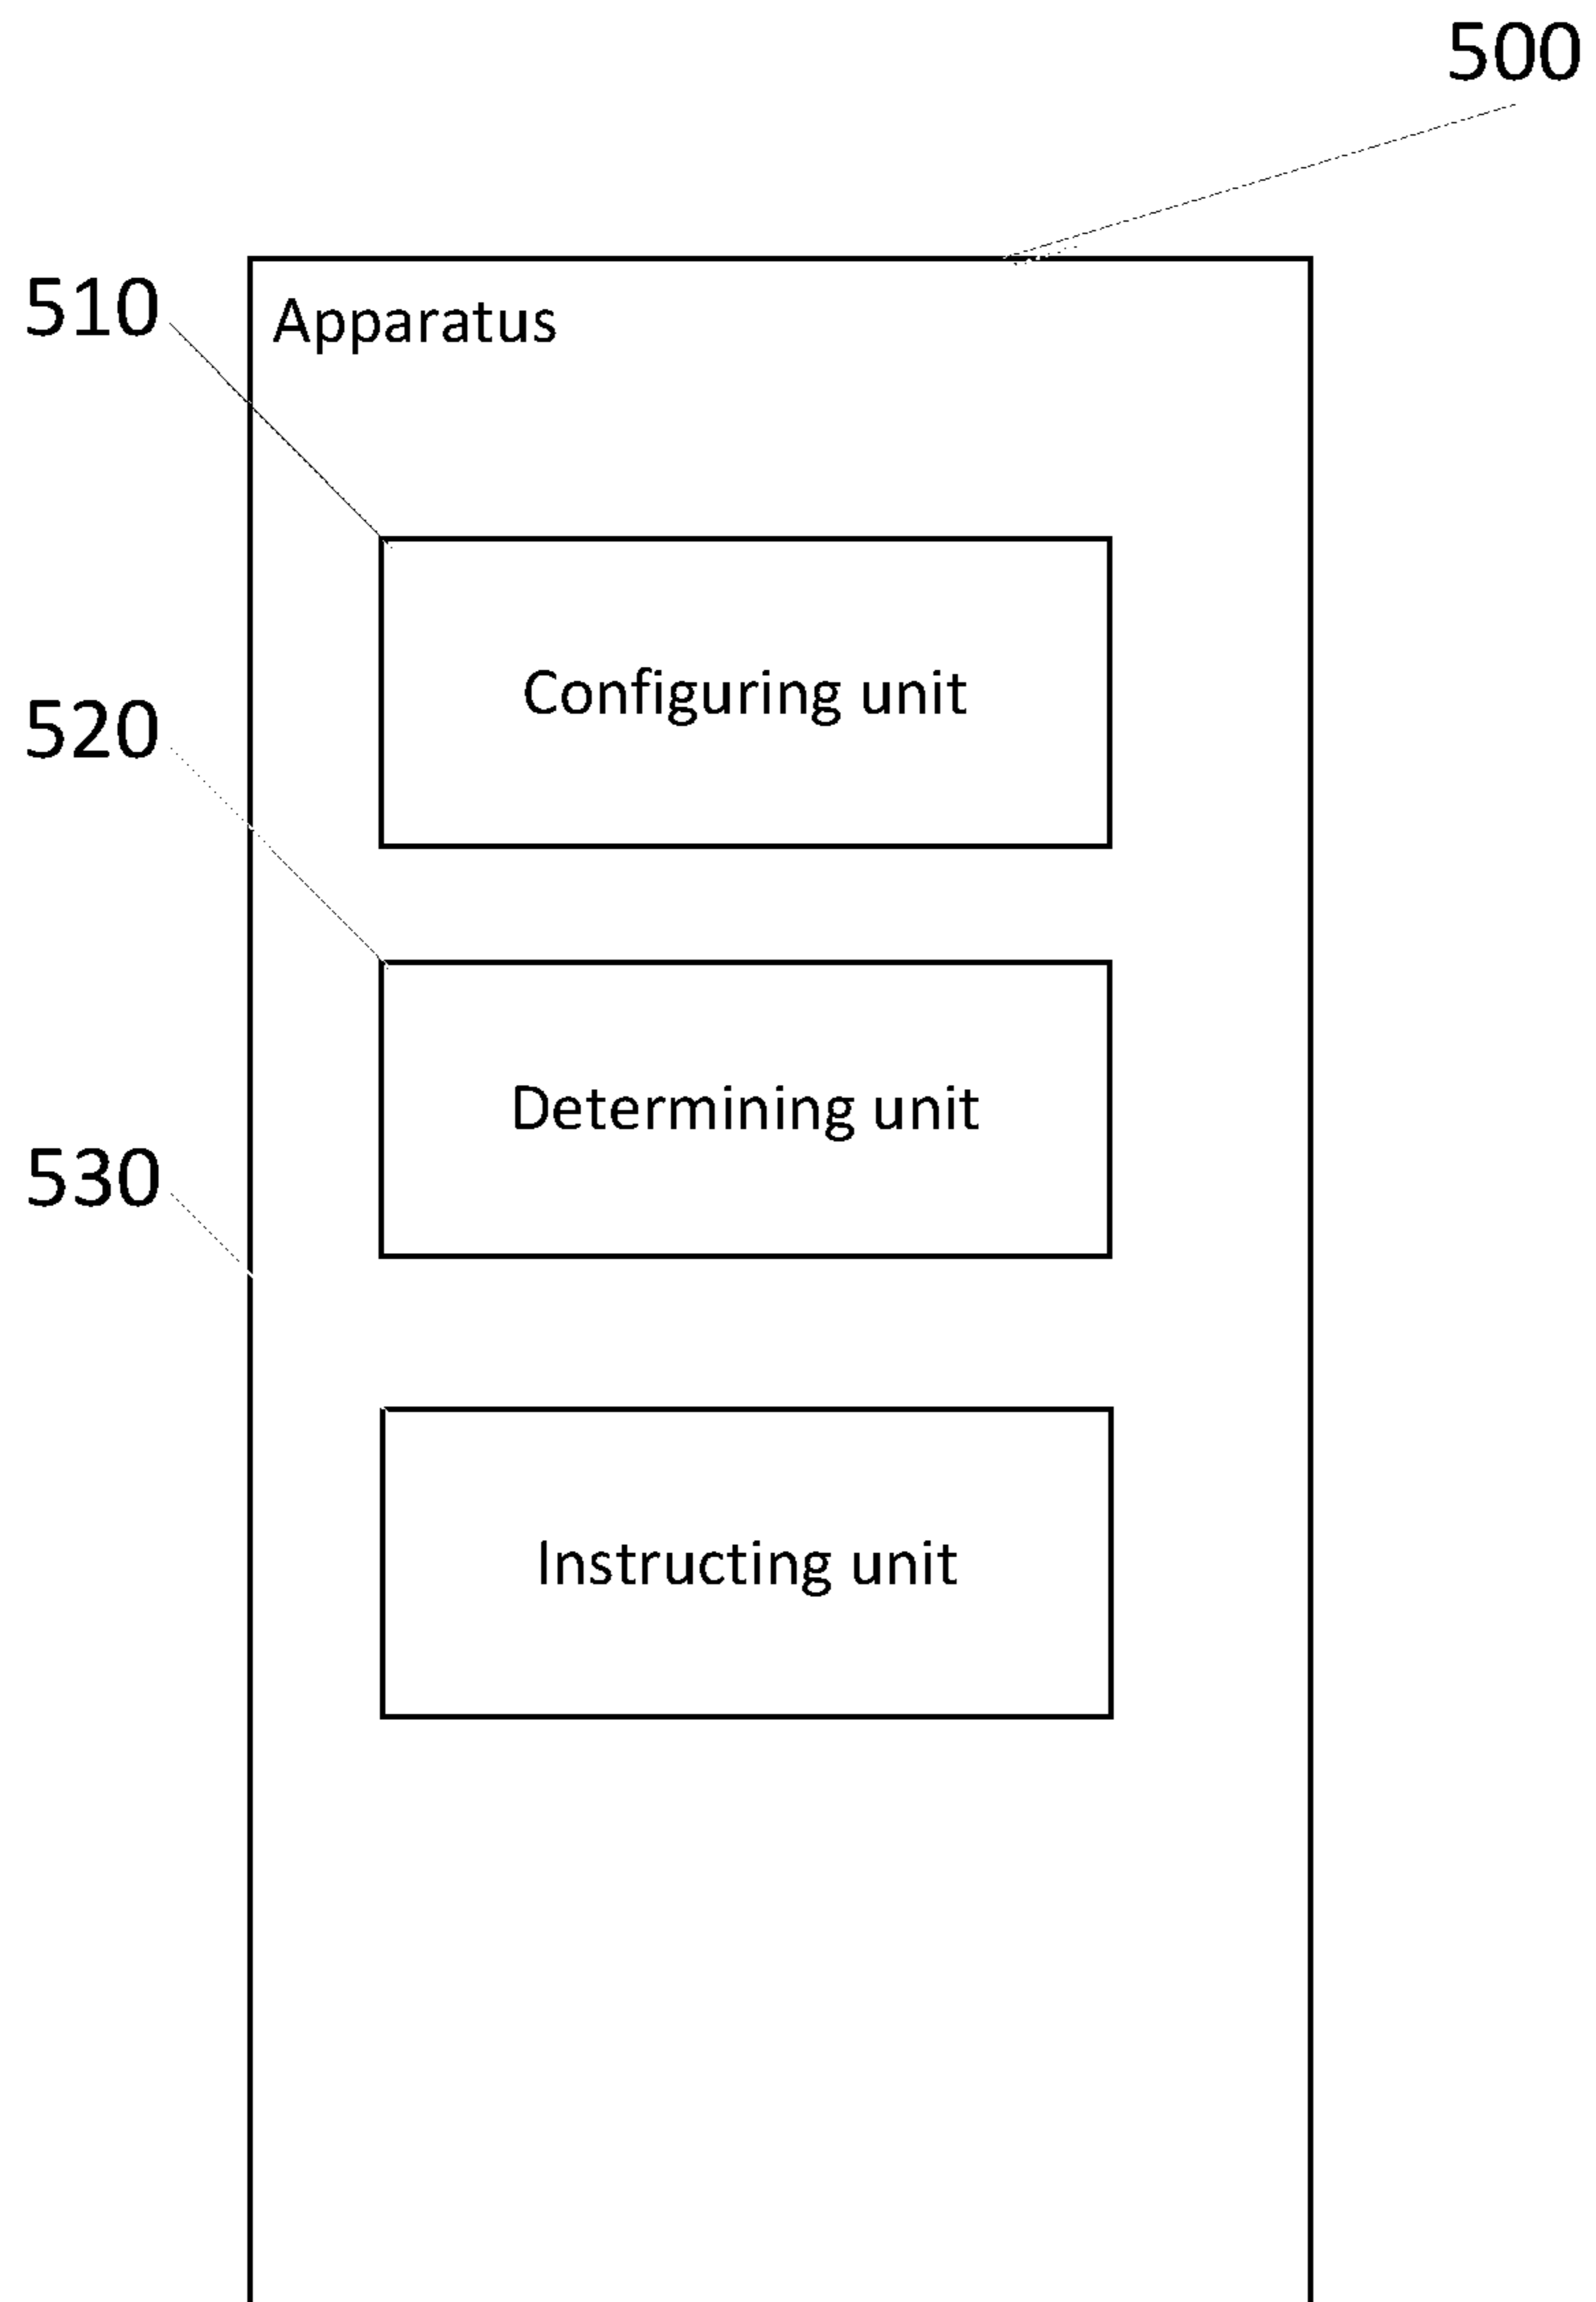 500
510
Apparatus
Configuring unit
520
Determining unit
530
Instructing unit